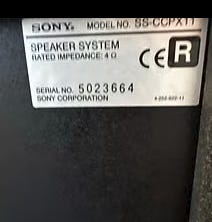 SONY. MODEL NO. SS-CCPX11
SPEAKER SYSTEM
RATED IMPEDANCE: 4 Ω
CE R
SERIAL NO. 5023664
SONY CORPORATION